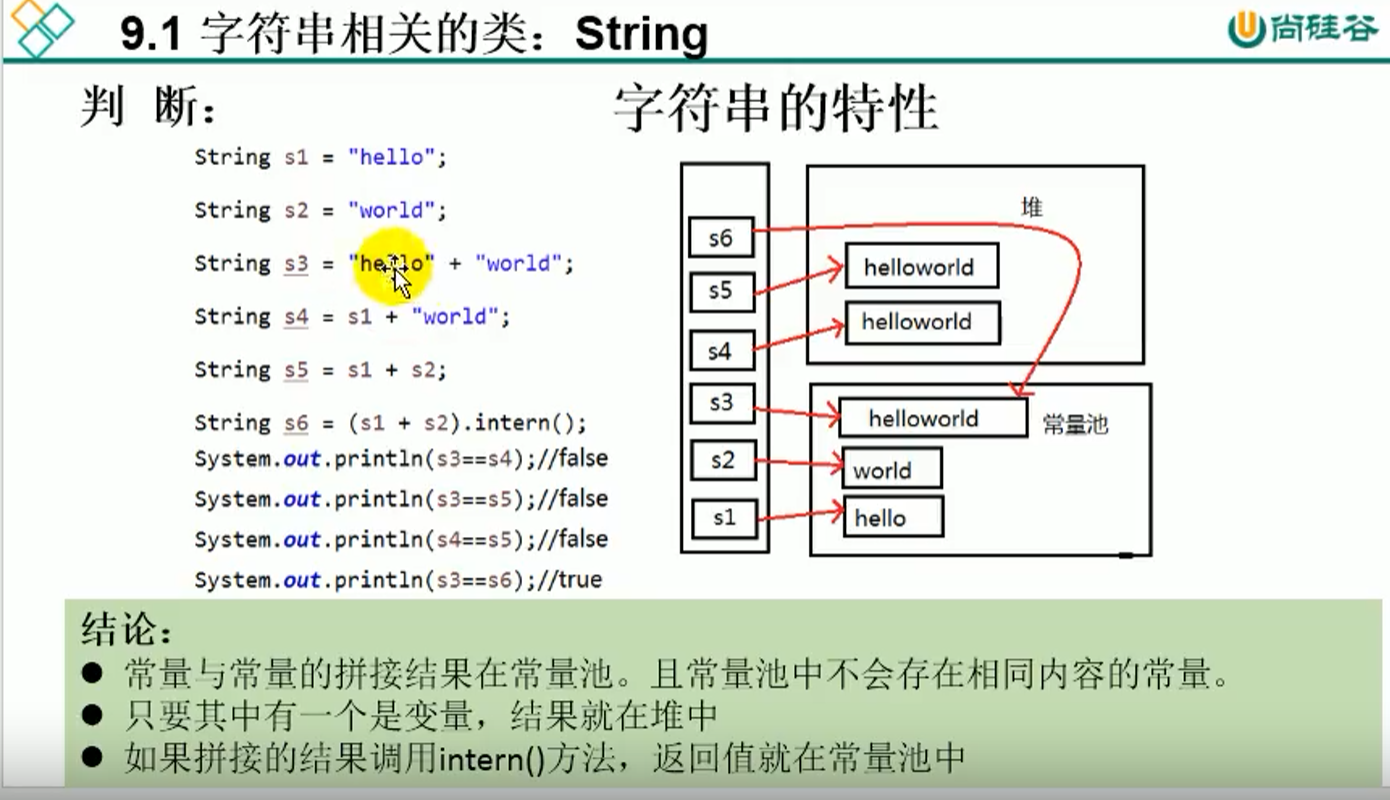 9.1 字符串相关的类：String
尚硅谷
判 断：
字符串的特性
String s1 = "hello";
String s2 = "world";
String s3 = "hello" + "world";
String s4 = s1 + "world";
String s5 = s1 + s2;
String s6 = (s1 + s2).intern();
System.out.println(s3==s4);//false
System.out.println(s3==s5);//false
System.out.println(s4==s5);//false
System.out.println(s3==s6);//true
s6
s5
s4
s3
s2
s1
堆
helloworld
helloworld
helloworld
常量池
world
hello
结论：
● 常量与常量的拼接结果在常量池。且常量池中不会存在相同内容的常量。
● 只要其中有一个是变量，结果就在堆中
● 如果拼接的结果调用intern()方法，返回值就在常量池中